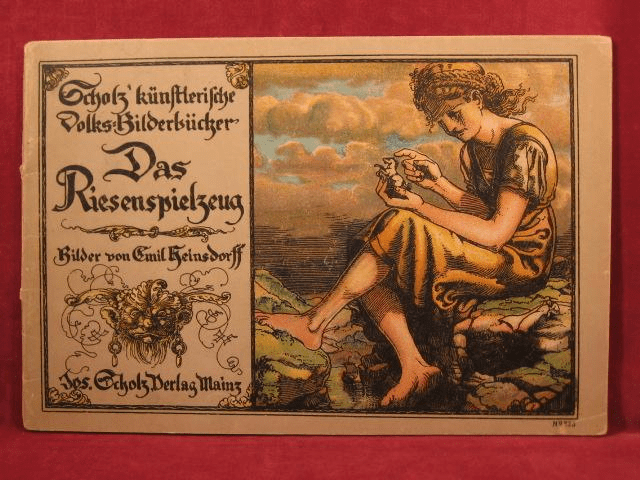 Scholz' künstlerische
Volks-Bilderbücher
Das
Riesenspielzeug
Bilder von Emil Heinsdorff
Jos. Scholz Verlag Mainz